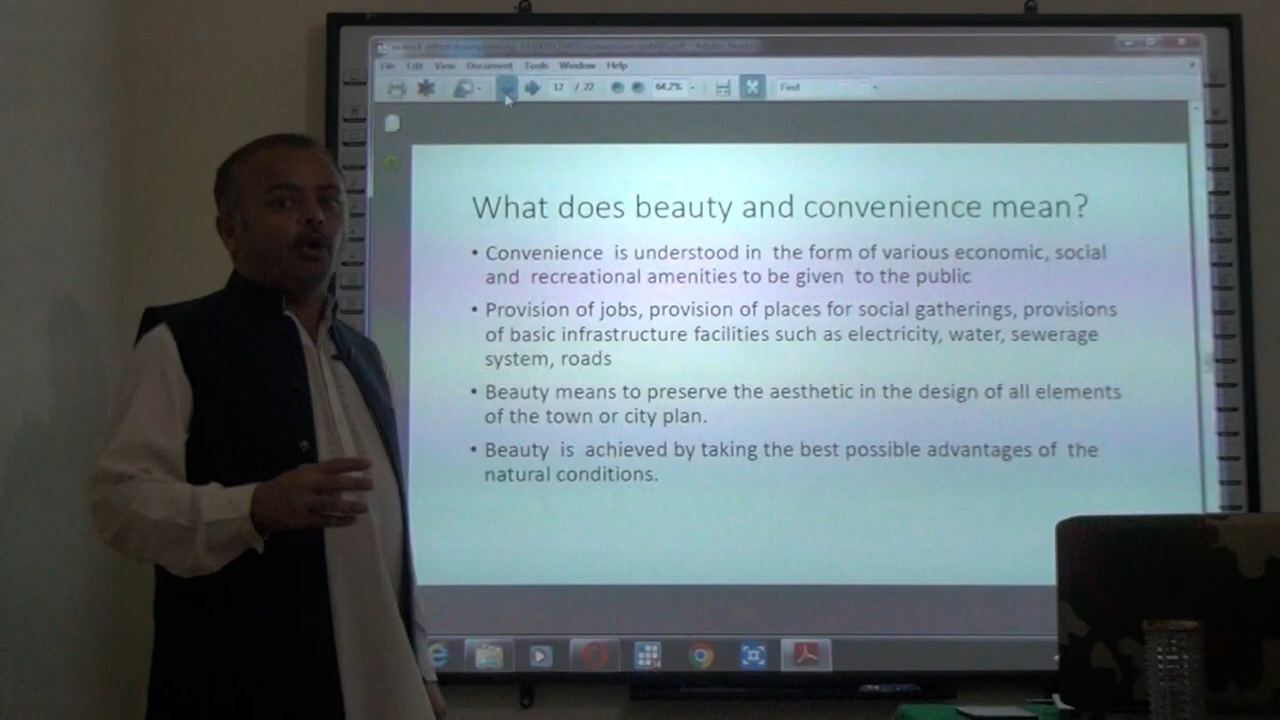 Adobe Reader
File Edit View Document Tools Window Help
12 / 22 64.2% Find
What does beauty and convenience mean?
• Convenience is understood in the form of various economic, social
and recreational amenities to be given to the public
• Provision of jobs, provision of places for social gatherings, provisions
of basic infrastructure facilities such as electricity, water, sewerage
system, roads
• Beauty means to preserve the aesthetic in the design of all elements
of the town or city plan.
• Beauty is achieved by taking the best possible advantages of the
natural conditions.